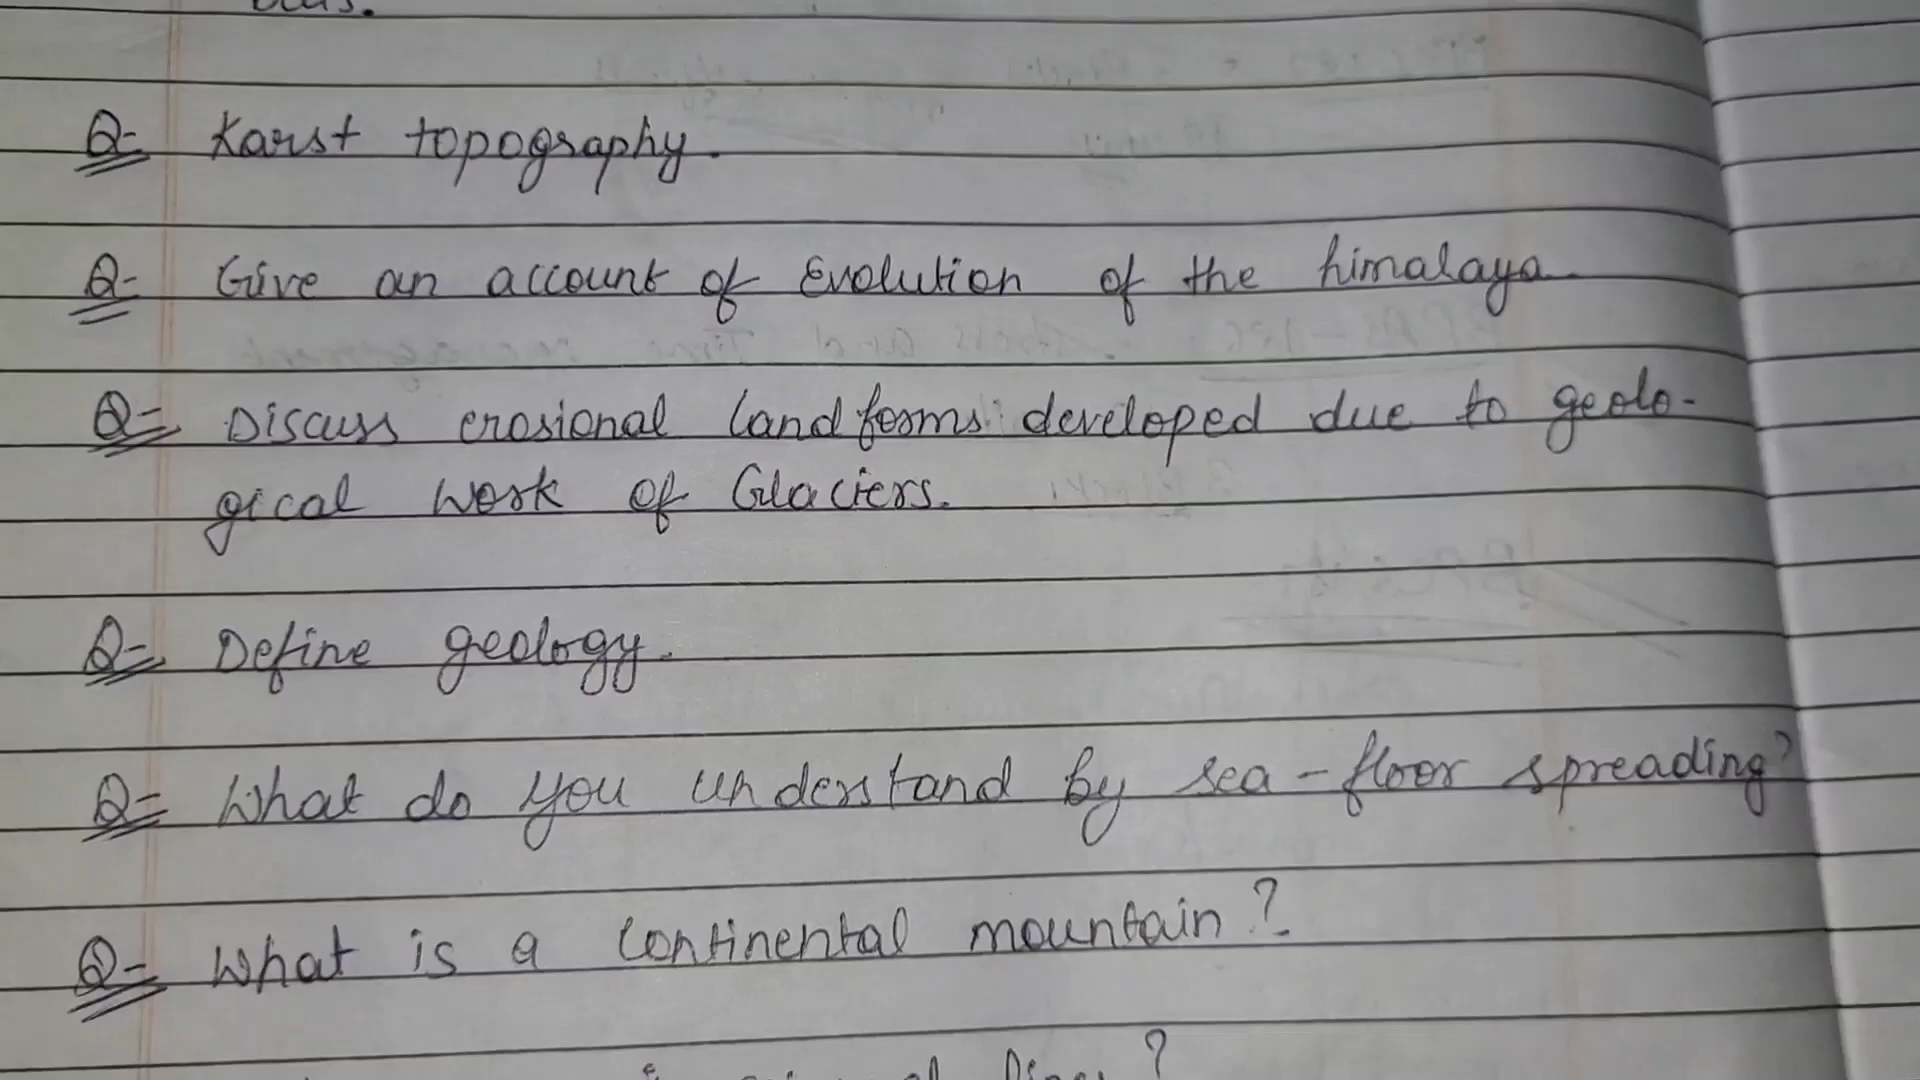 Q- Karst topography.
Q- Give an account of Evolution of the himalaya
Q= Discuss erosional landforms developed due to geolo-
gical work of Glaciers.
Q= Define geology.
Q= What do you understand by sea-floor spreading?
Q= What is a continental mountain?
?